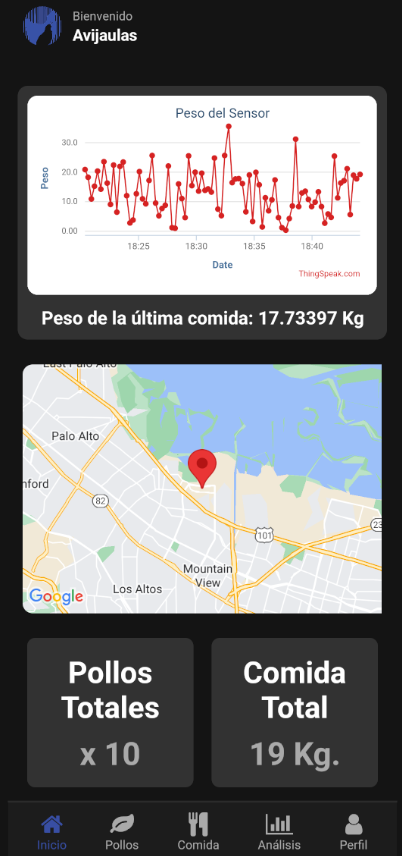 Bienvenido
Avijaulas
Peso del Sensor
Peso
30.0
20.0
10.0
0.00
18:25
18:30
18:35
18:40
Date
ThingSpeak.com
Peso de la última comida: 17.73397 Kg
East Palo Alto
Palo Alto
nford
82
101
23
Mountain
View
Los Altos
Google
Pollos
Totales
x 10
Comida
Total
19 Kg.
Inicio
Pollos
Comida
Análisis
Perfil